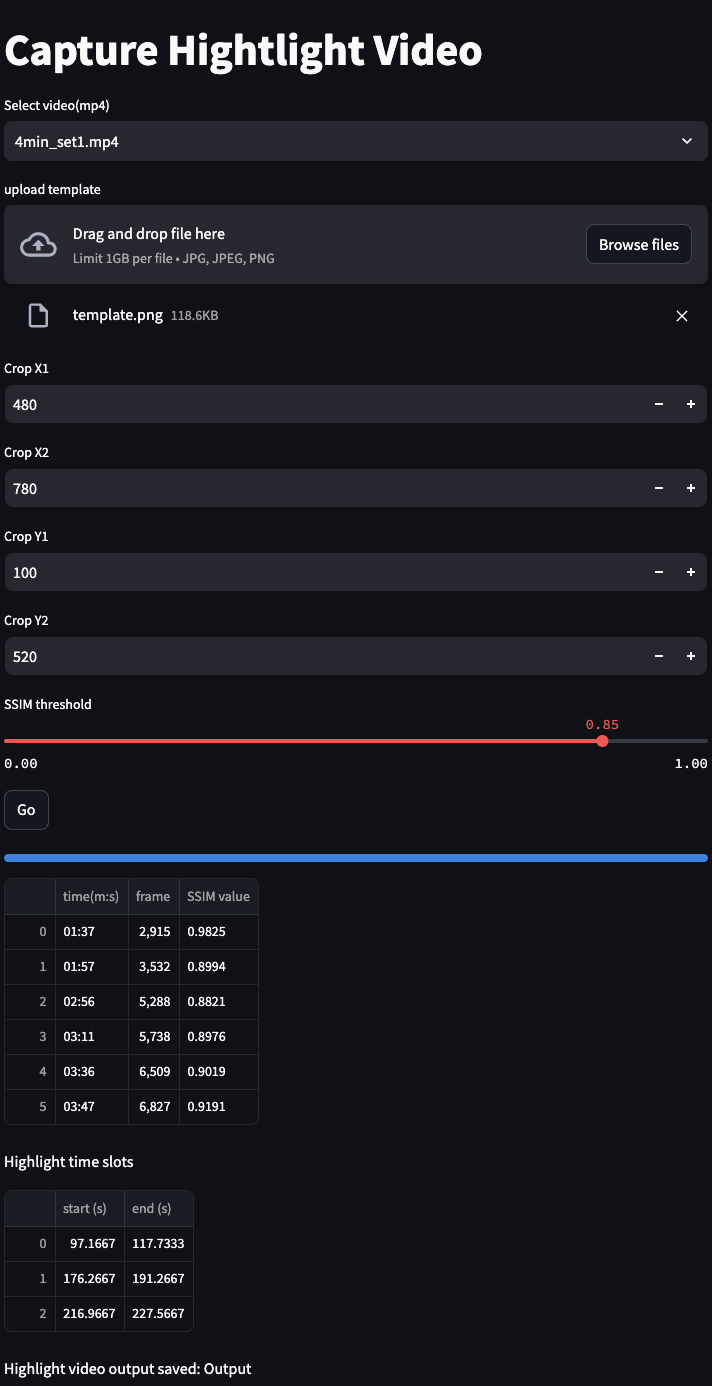 Capture Hightlight Video
Select video(mp4)
4min_set1.mp4
upload template
Drag and drop file here
Limit 1GB per file • JPG, JPEG, PNG
Browse files
template.png 118.6KB
Crop X1
480
Crop X2
780
Crop Y1
100
Crop Y2
520
SSIM threshold
0.85
0.00 1.00
Go
time(m:s) frame SSIM value
0 01:37 2,915 0.9825
1 01:57 3,532 0.8994
2 02:56 5,288 0.8821
3 03:11 5,738 0.8976
4 03:36 6,509 0.9019
5 03:47 6,827 0.9191
Highlight time slots
start (s) end (s)
0 97.1667 117.7333
1 176.2667 191.2667
2 216.9667 227.5667
Highlight video output saved: Output